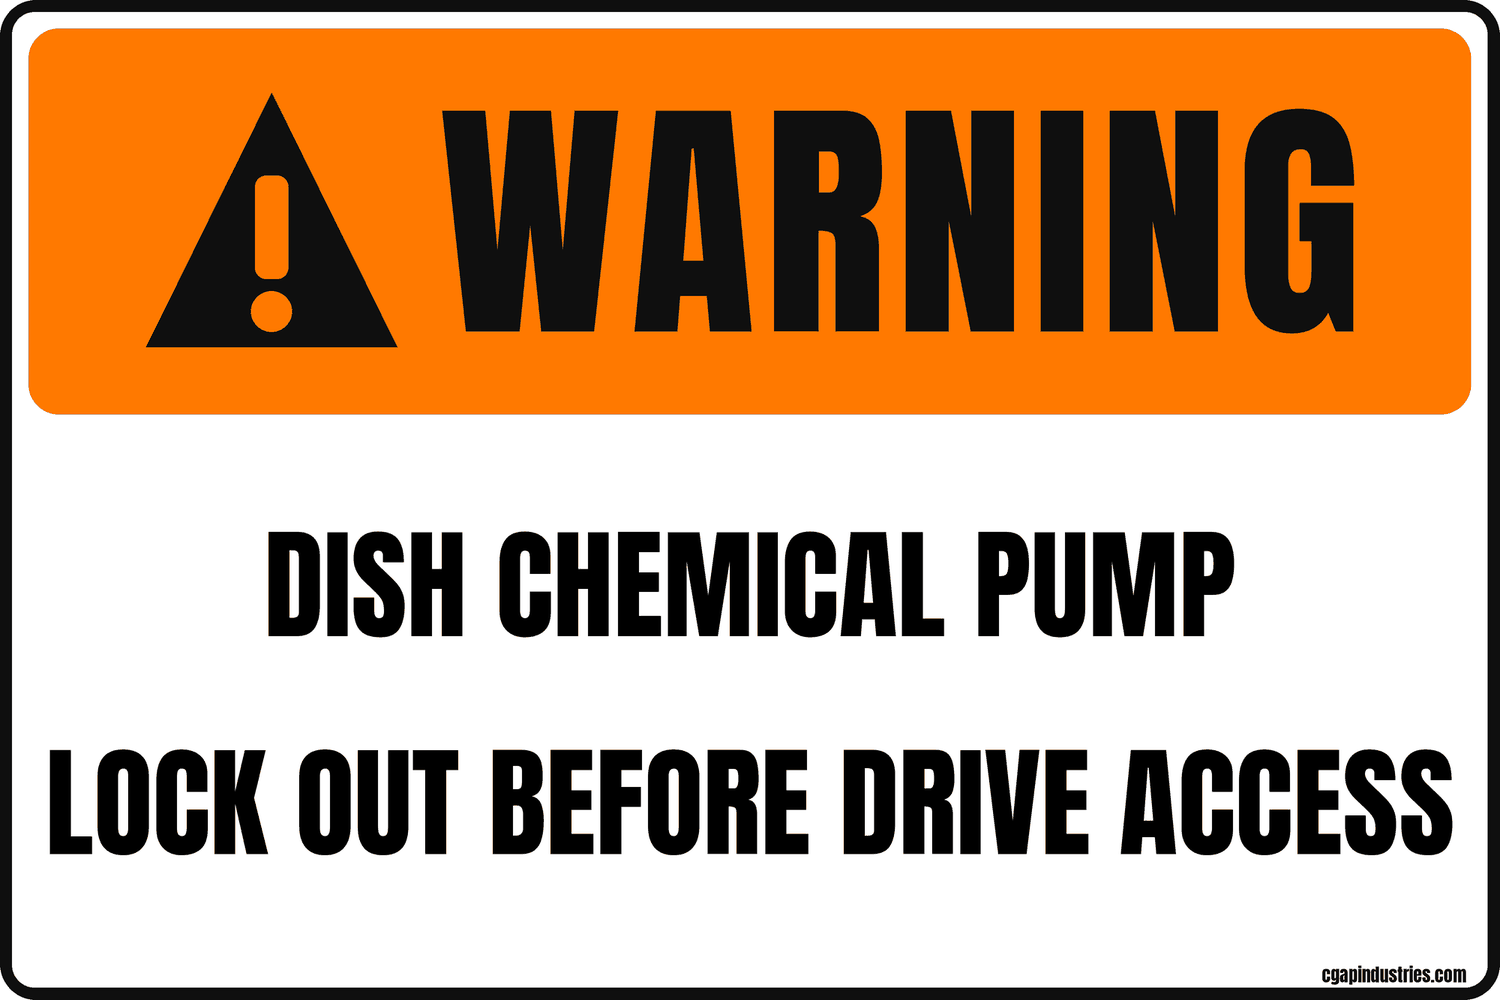 WARNING
DISH CHEMICAL PUMP
LOCK OUT BEFORE DRIVE ACCESS
cgapindustries.com